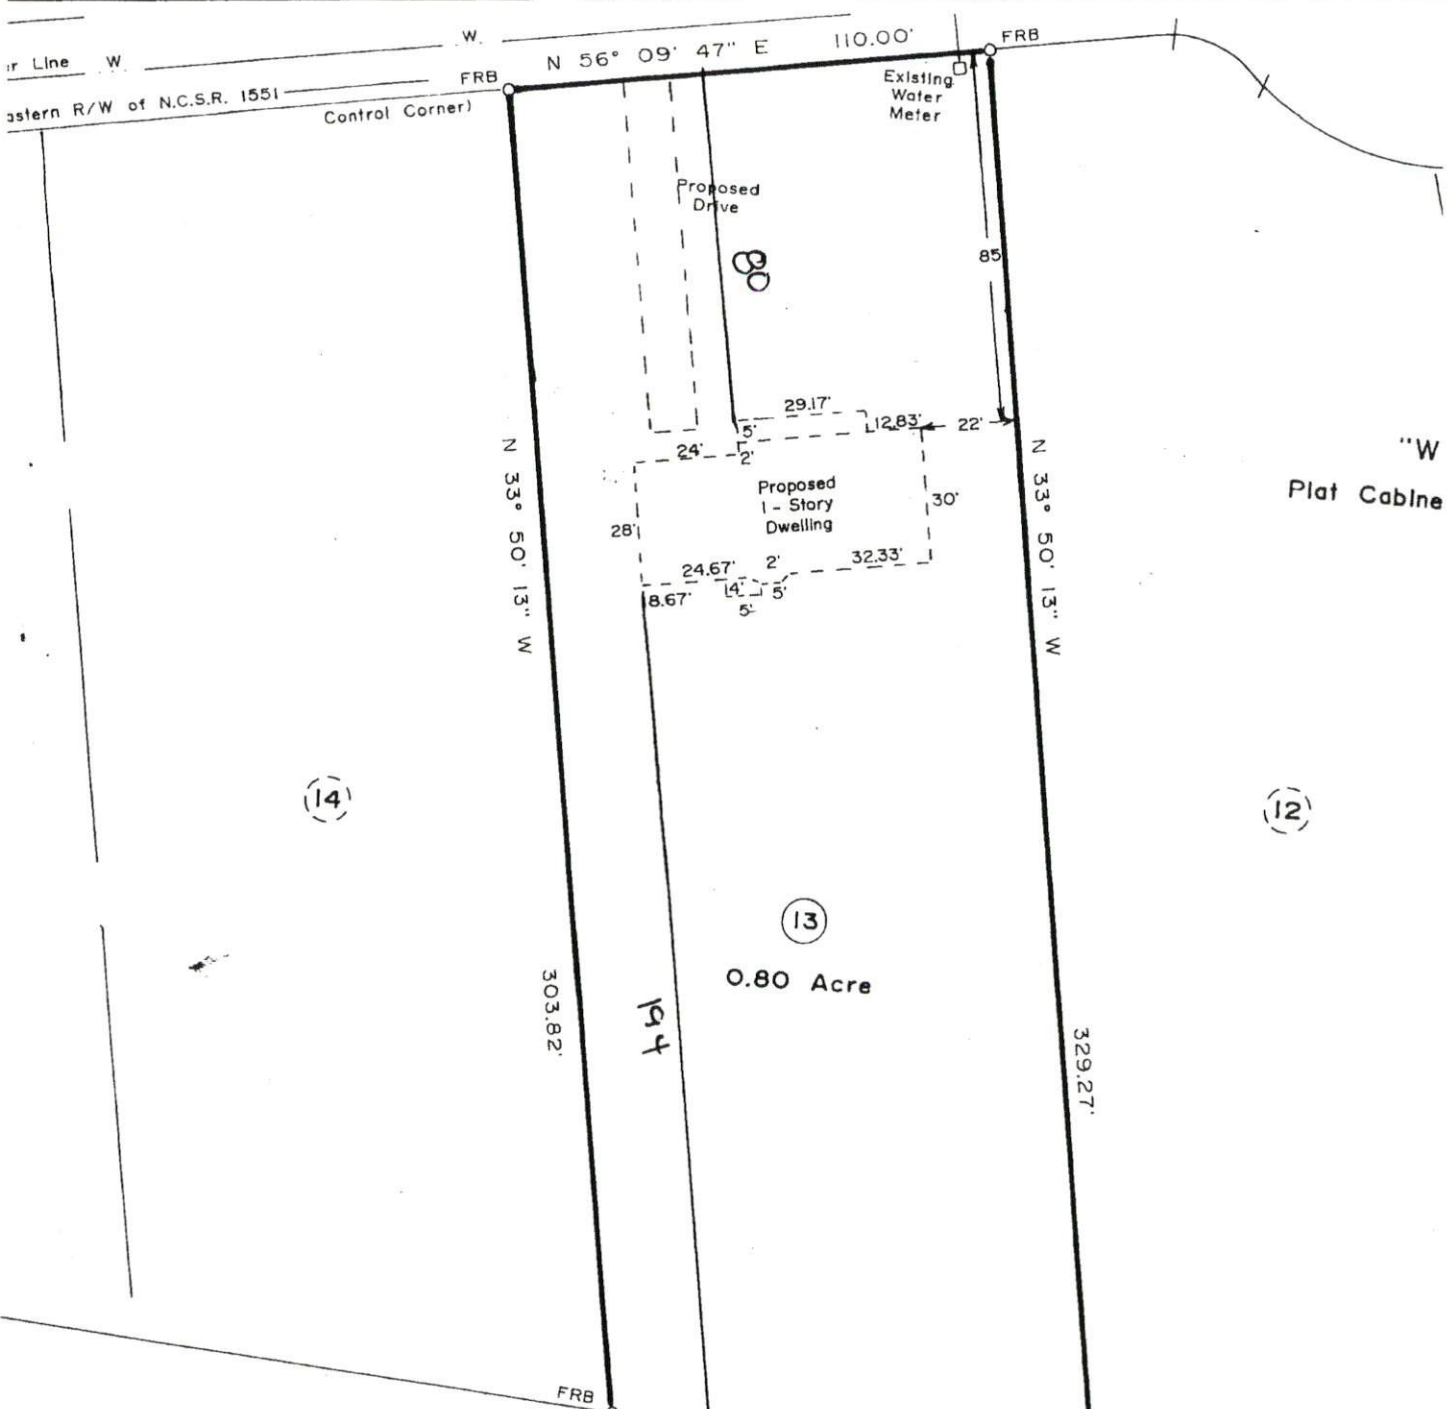 W
N 56° 09' 47" E 110.00'
FRB
Line W
FRB
R/W of N.C.S.R. 1551
Control Corner)
Existing
Water
Meter
Proposed
Drive
85
29.17'
12.83'
22'
5'
24'
2'
N 33° 50' 13" W
N 33° 50' 13" W
"W
Plat
Proposed
1 - Story
Dwelling
30'
28'
24.67'
2'
32.33'
8.67'
4'
5'
5'
14
12
13
0.80 Acre
303.82'
194
329.27'
FRB